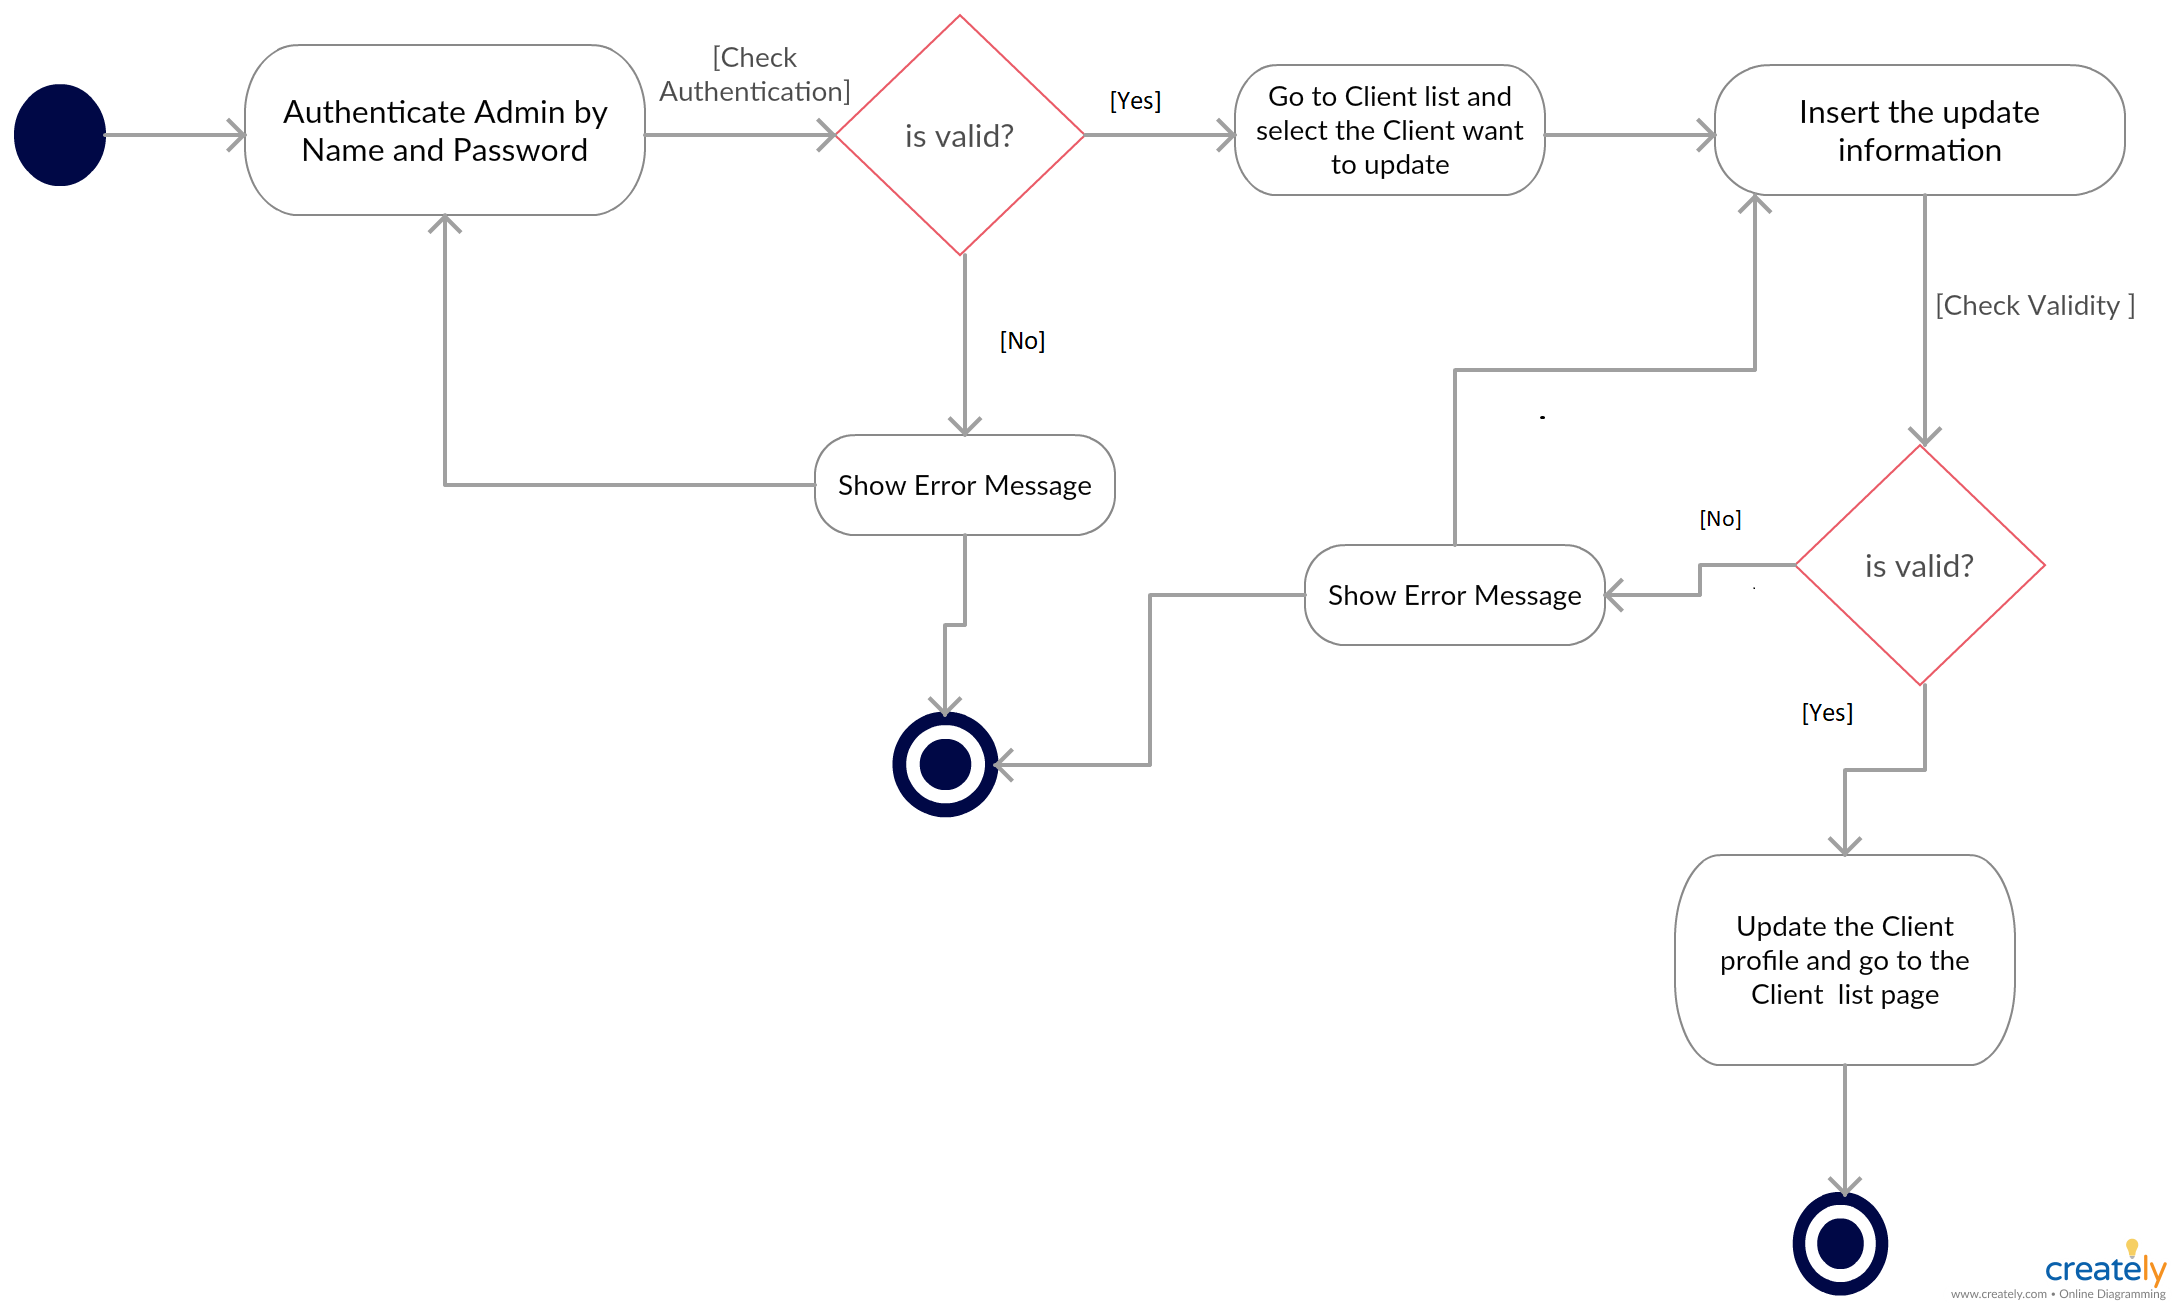 Authenticate Admin by
Name and Password
[Check
Authentication]
is valid?
[Yes]
Go to Client list and
select the Client want
to update
Insert the update
information
[No]
[Check Validity ]
Show Error Message
[No]
is valid?
Show Error Message
[Yes]
Update the Client
profile and go to the
Client  list page
creately
www.creately.com • Online Diagramming